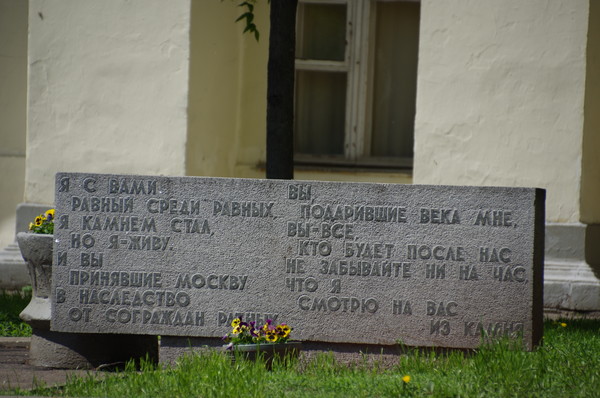 Я С ВАМИ.
РАВНЫЙ СРЕДИ РАВНЫХ.
Я КАМНЕМ СТАЛ,
НО Я-ЖИВУ.
И ВЫ
ПРИНЯВШИЕ МОСКВУ
В НАСЛЕДСТВО
ОТ СОГРАЖДАН РАТНЫХ
ВЫ
ПОДАРИВШИЕ ВЕКА МНЕ,
ВЫ-ВСЕ,
КТО БУДЕТ ПОСЛЕ НАС
НЕ ЗАБЫВАЙТЕ НИ НА ЧАС,
ЧТО Я
СМОТРЮ НА ВАС
ИЗ КАМНЯ